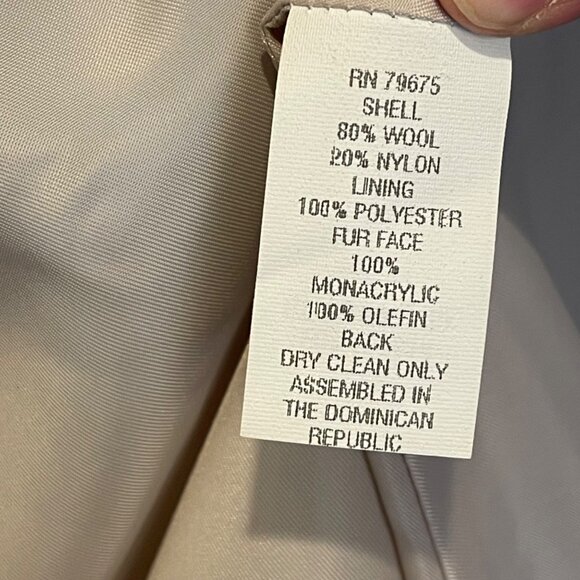 RN 79675
SHELL
80% WOOL
20% NYLON
LINING
100% POLYESTER
FUR FACE
100%
MONACRYLIC
100% OLEFIN
BACK
DRY CLEAN ONLY
ASSEMBLED IN
THE DOMINICAN
REPUBLIC